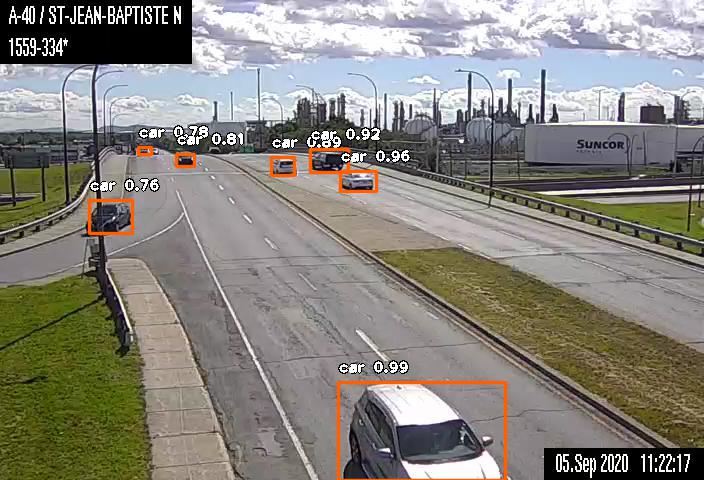 A-40 / ST-JEAN-BAPTISTE N
1559-334*
car 0.78
car 0.81
car 0.89
car 0.92
car 0.96
SUNCOR
car 0.76
car 0.99
05.Sep 2020 11:22:17